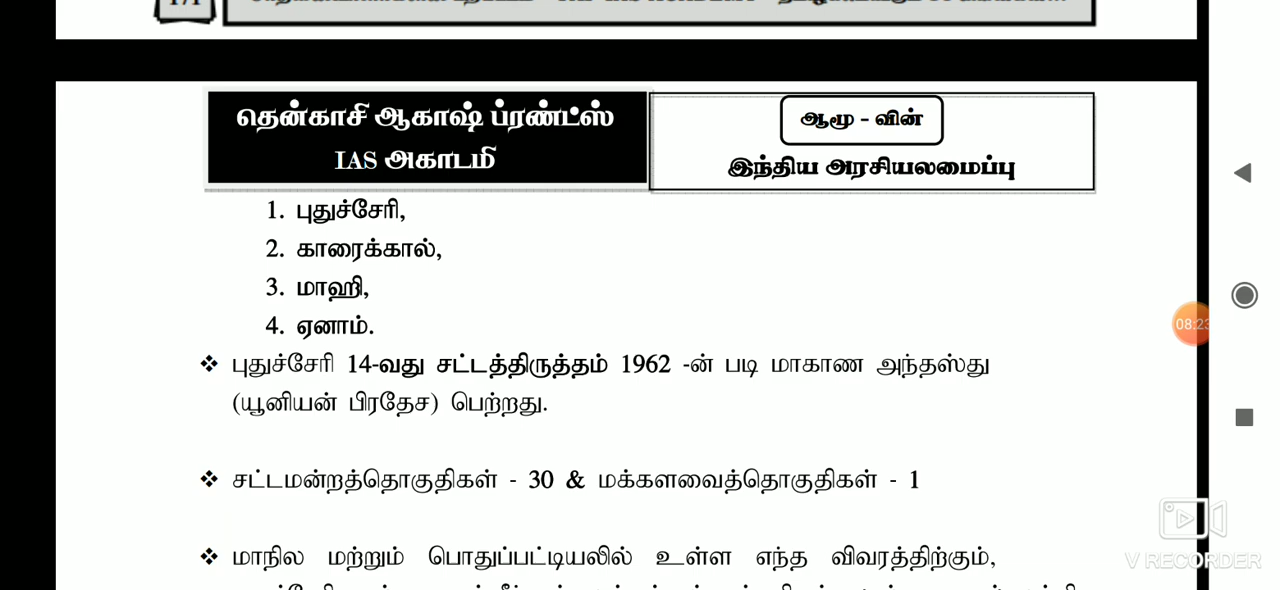 171
தென்காசி ஆகாஷ் ப்ரண்ட்ஸ்
IAS அகாடமி
ஆமூ - வின்
இந்திய அரசியலமைப்பு
1. புதுச்சேரி,
2. காரைக்கால்,
3. மாஹி,
4. ஏனாம்.
❖ புதுச்சேரி 14-வது சட்டத்திருத்தம் 1962 -ன் படி மாகாண அந்தஸ்து
(யூனியன் பிரதேச) பெற்றது.
08:23
❖ சட்டமன்றத்தொகுதிகள் - 30 & மக்களவைத்தொகுதிகள் - 1
❖ மாநில மற்றும் பொதுப்பட்டியலில் உள்ள எந்த விவரத்திற்கும்,
V RECORDER